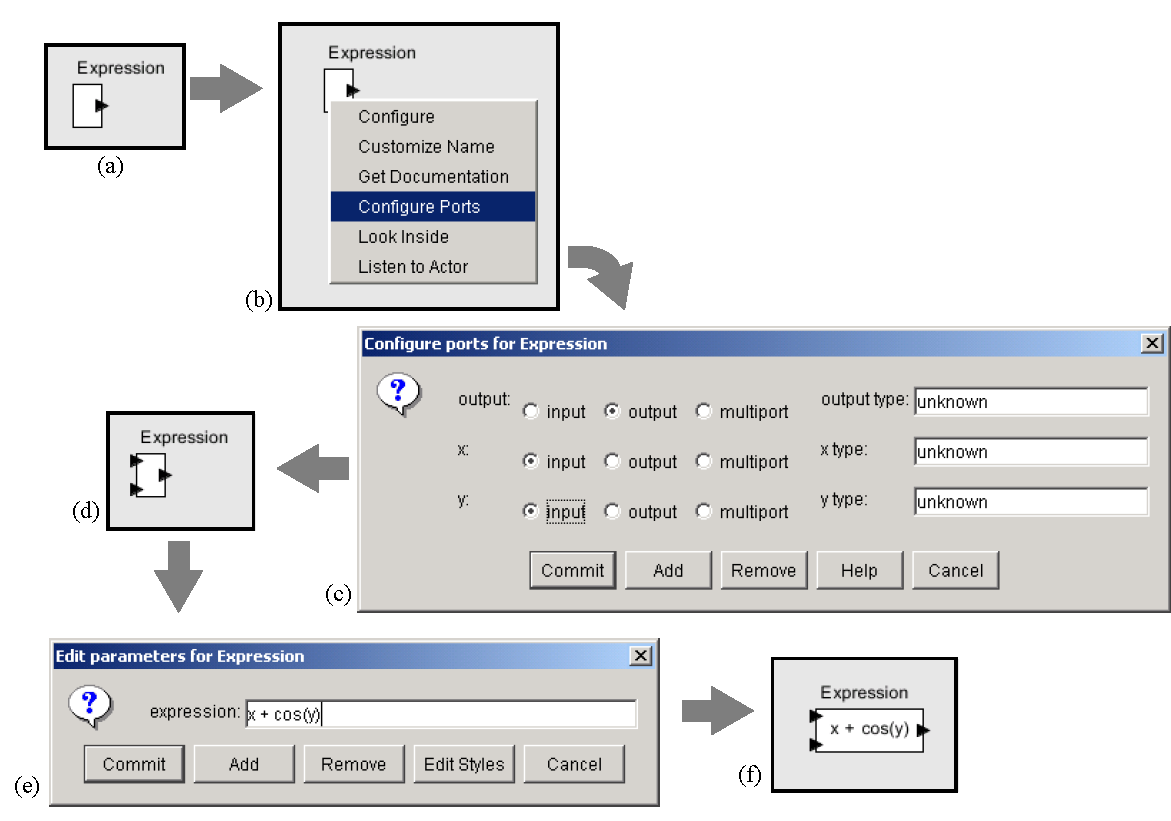 Expression
(a)
Expression
Configure
Customize Name
Get Documentation
Configure Ports
Look Inside
Listen to Actor
(b)
Configure ports for Expression
output: input output multiport output type: unknown
x: input output multiport x type: unknown
y: input output multiport y type: unknown
Commit Add Remove Help Cancel
(c)
Expression
(d)
Edit parameters for Expression
expression: x + cos(y)
Commit Add Remove Edit Styles Cancel
(e)
Expression
x + cos(y)
(f)